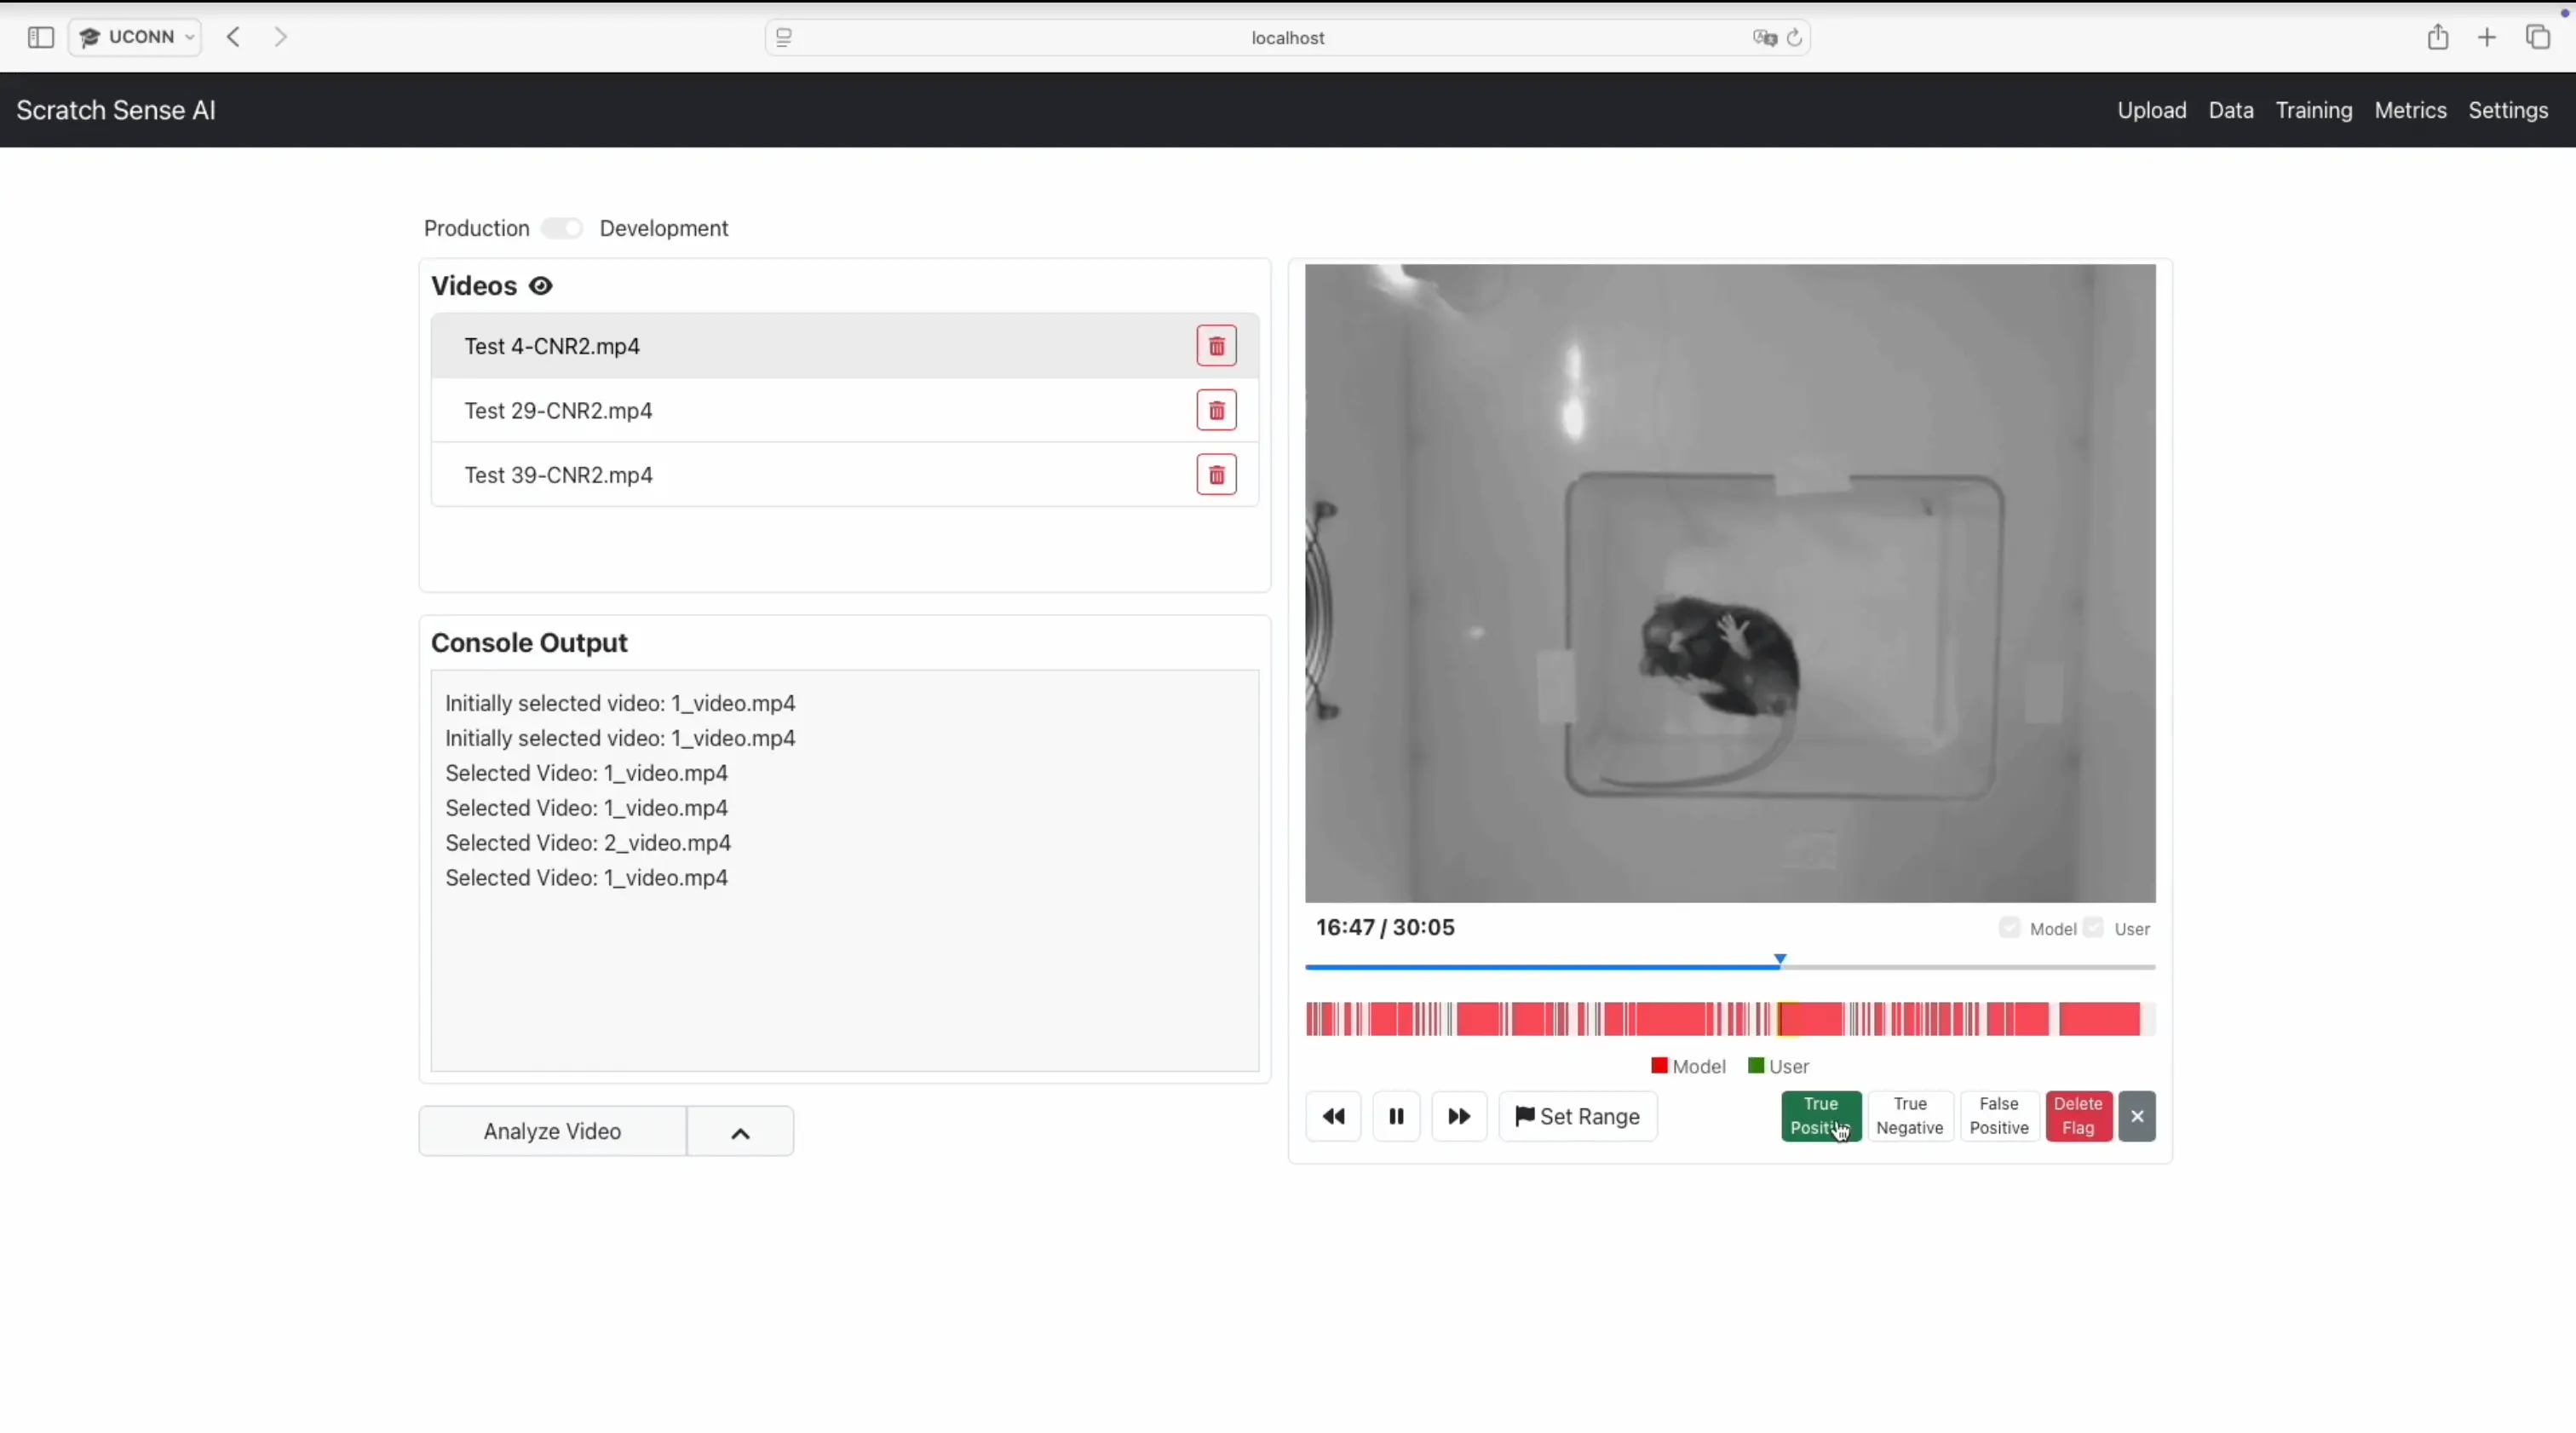 UCONN
localhost
Scratch Sense AI
Upload Data Training Metrics Settings
Production Development
Videos
Test 4-CNR2.mp4
Test 29-CNR2.mp4
Test 39-CNR2.mp4
Console Output
Initially selected video: 1_video.mp4
Initially selected video: 1_video.mp4
Selected Video: 1_video.mp4
Selected Video: 1_video.mp4
Selected Video: 2_video.mp4
Selected Video: 1_video.mp4
Analyze Video
16:47 / 30:05
Model User
Model User
Set Range
True
Positive
True
Negative
False
Positive
Delete
Flag